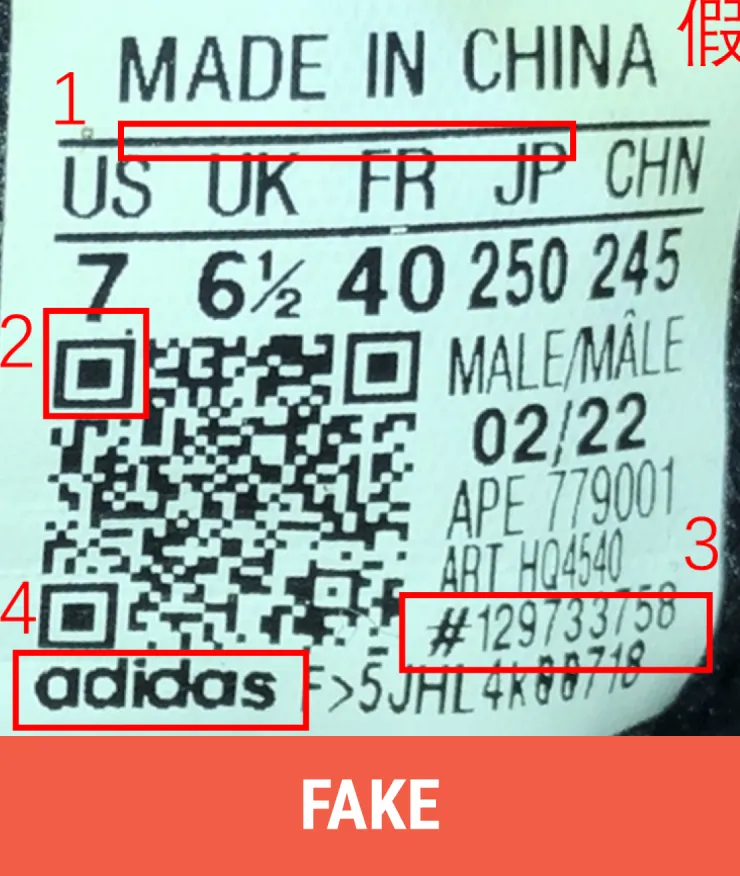 假
1
MADE IN CHINA
US UK FR JP CHN
7 6½ 40 250 245
2
MALE/MÂLE
02/22
APE 779001
ART HQ4540
3
#129733758
4
adidas F>5JHL4K00718
FAKE